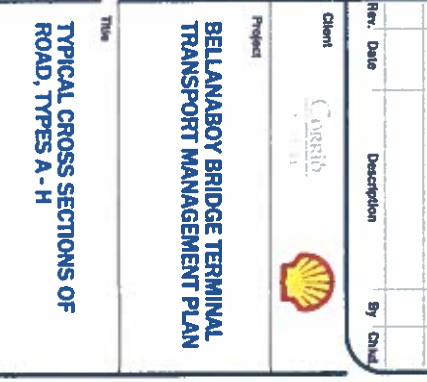 Rev. Date Description By Chkd
Client
Corrib
Project
BELLANABOY BRIDGE TERMINAL
TRANSPORT MANAGEMENT PLAN
Title
TYPICAL CROSS SECTIONS OF
ROAD, TYPES A - H